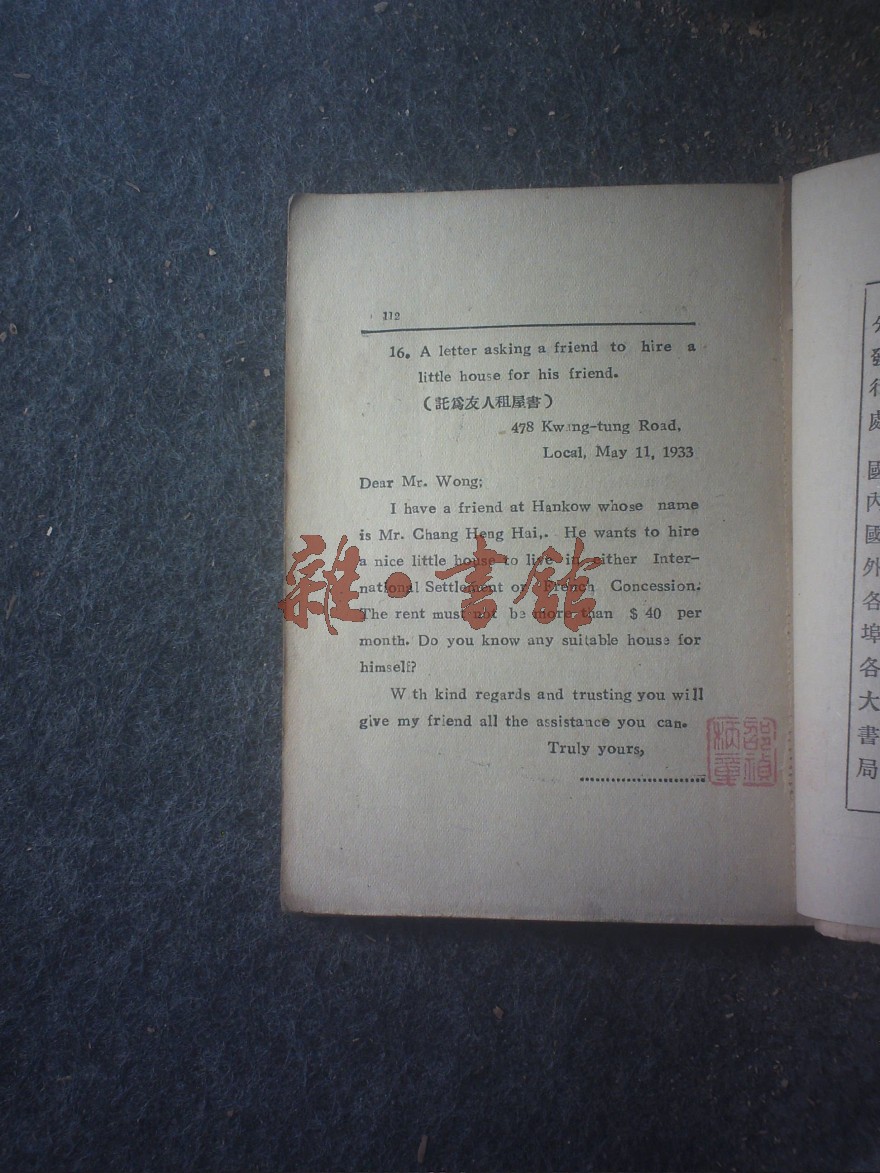 112
16. A letter asking a friend to hire a
little house for his friend.
(託爲友人租屋書)
478 Kwang-tung Road,
Local, May 11, 1933
Dear Mr. Wong;
I have a friend at Hankow whose name
is Mr. Chang Heng Hai,. He wants to hire
a nice little house to live in either Inter-
national Settlement or French Concession.
The rent must not be more than $ 40 per
month. Do you know any suitable house for
himself?
W th kind regards and trusting you will
give my friend all the assistance you can.
Truly yours,
雜·書館
分發行處 國內國外各埠各大書局